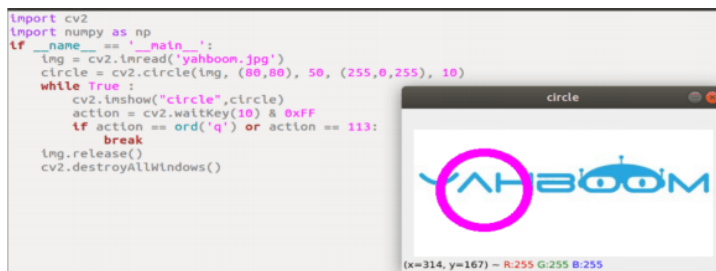 import cv2
import numpy as np
if __name__ == '__main__':
    img = cv2.imread('yahboom.jpg')
    circle = cv2.circle(img, (80,80), 50, (255,0,255), 10)
    while True :
        cv2.imshow("circle",circle)
        action = cv2.waitKey(10) & 0xFF
        if action == ord('q') or action == 113:
            break
    img.release()
    cv2.destroyAllWindows()
circle
YAHBOOM
(x=314, y=167) ~ R:255 G:255 B:255